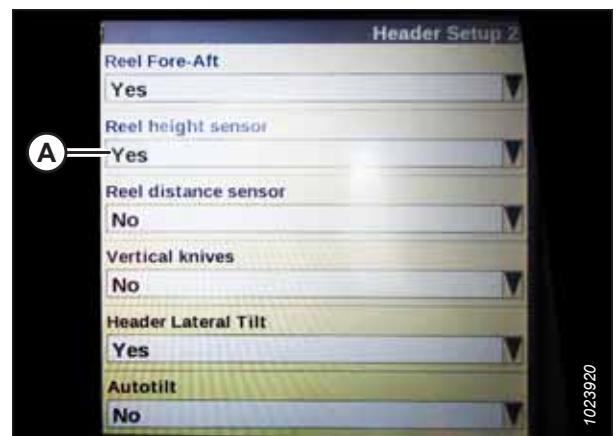 Header Setup 2
Reel Fore-Aft
Yes
Reel height sensor
A
Yes
Reel distance sensor
No
Vertical knives
No
Header Lateral Tilt
Yes
Autotilt
No
1023920